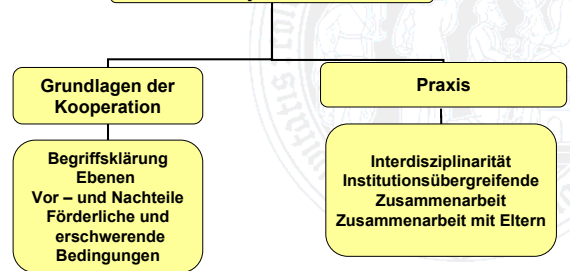 Grundlagen der
Kooperation
Praxis
Begriffsklärung
Ebenen
Vor – und Nachteile
Förderliche und
erschwerende
Bedingungen
Interdisziplinarität
Institutionsübergreifende
Zusammenarbeit
Zusammenarbeit mit Eltern